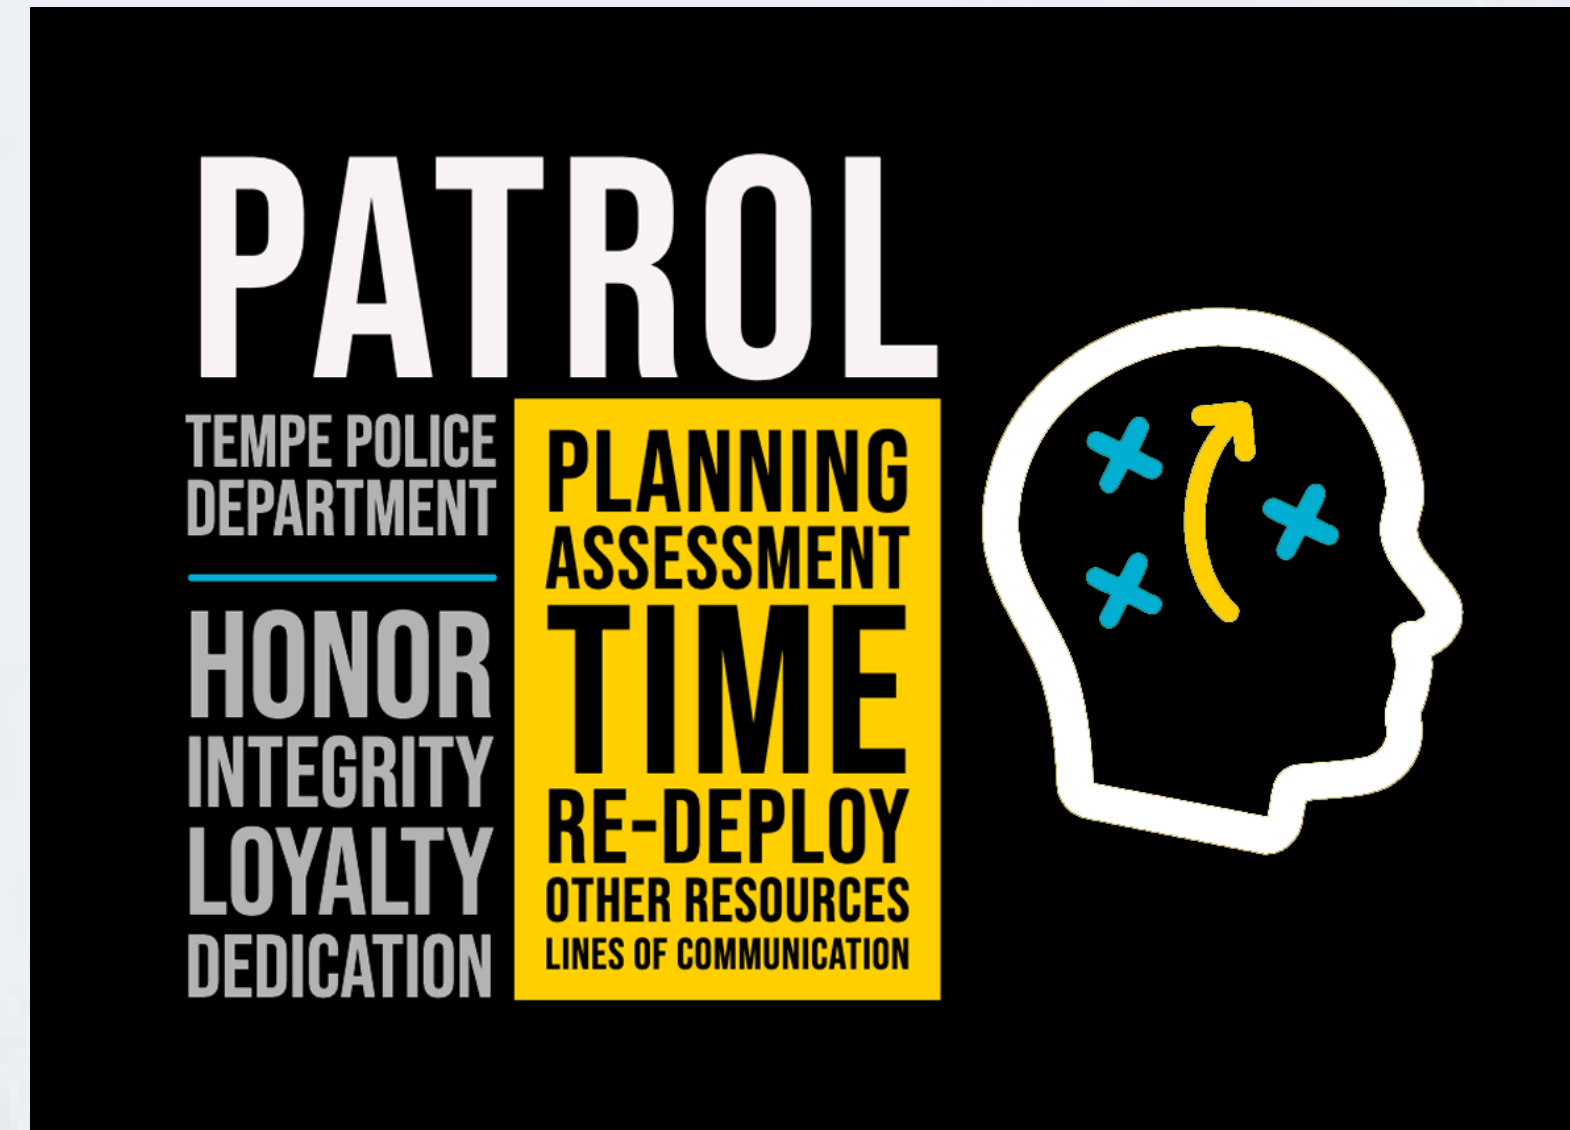 PATROL
TEMPE POLICE
DEPARTMENT
HONOR
INTEGRITY
LOYALTY
DEDICATION
PLANNING
ASSESSMENT
TIME
RE-DEPLOY
OTHER RESOURCES
LINES OF COMMUNICATION